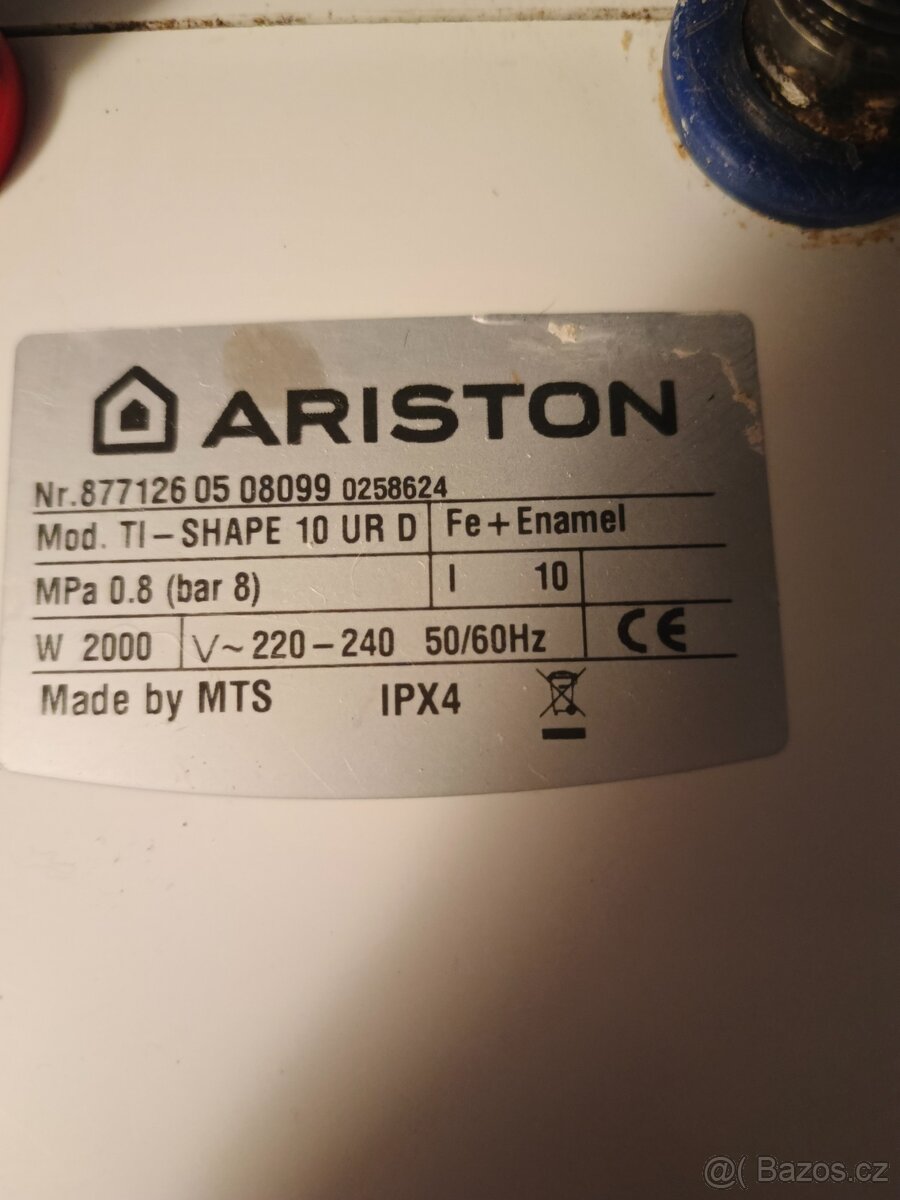 ARISTON
Nr.877126 05 08099 0258624
Mod. TI-SHAPE 10 UR D Fe+Enamel
MPa 0.8 (bar 8) l 10
W 2000 V~220-240 50/60Hz CE
Made by MTS IPX4
@( Bazos.cz